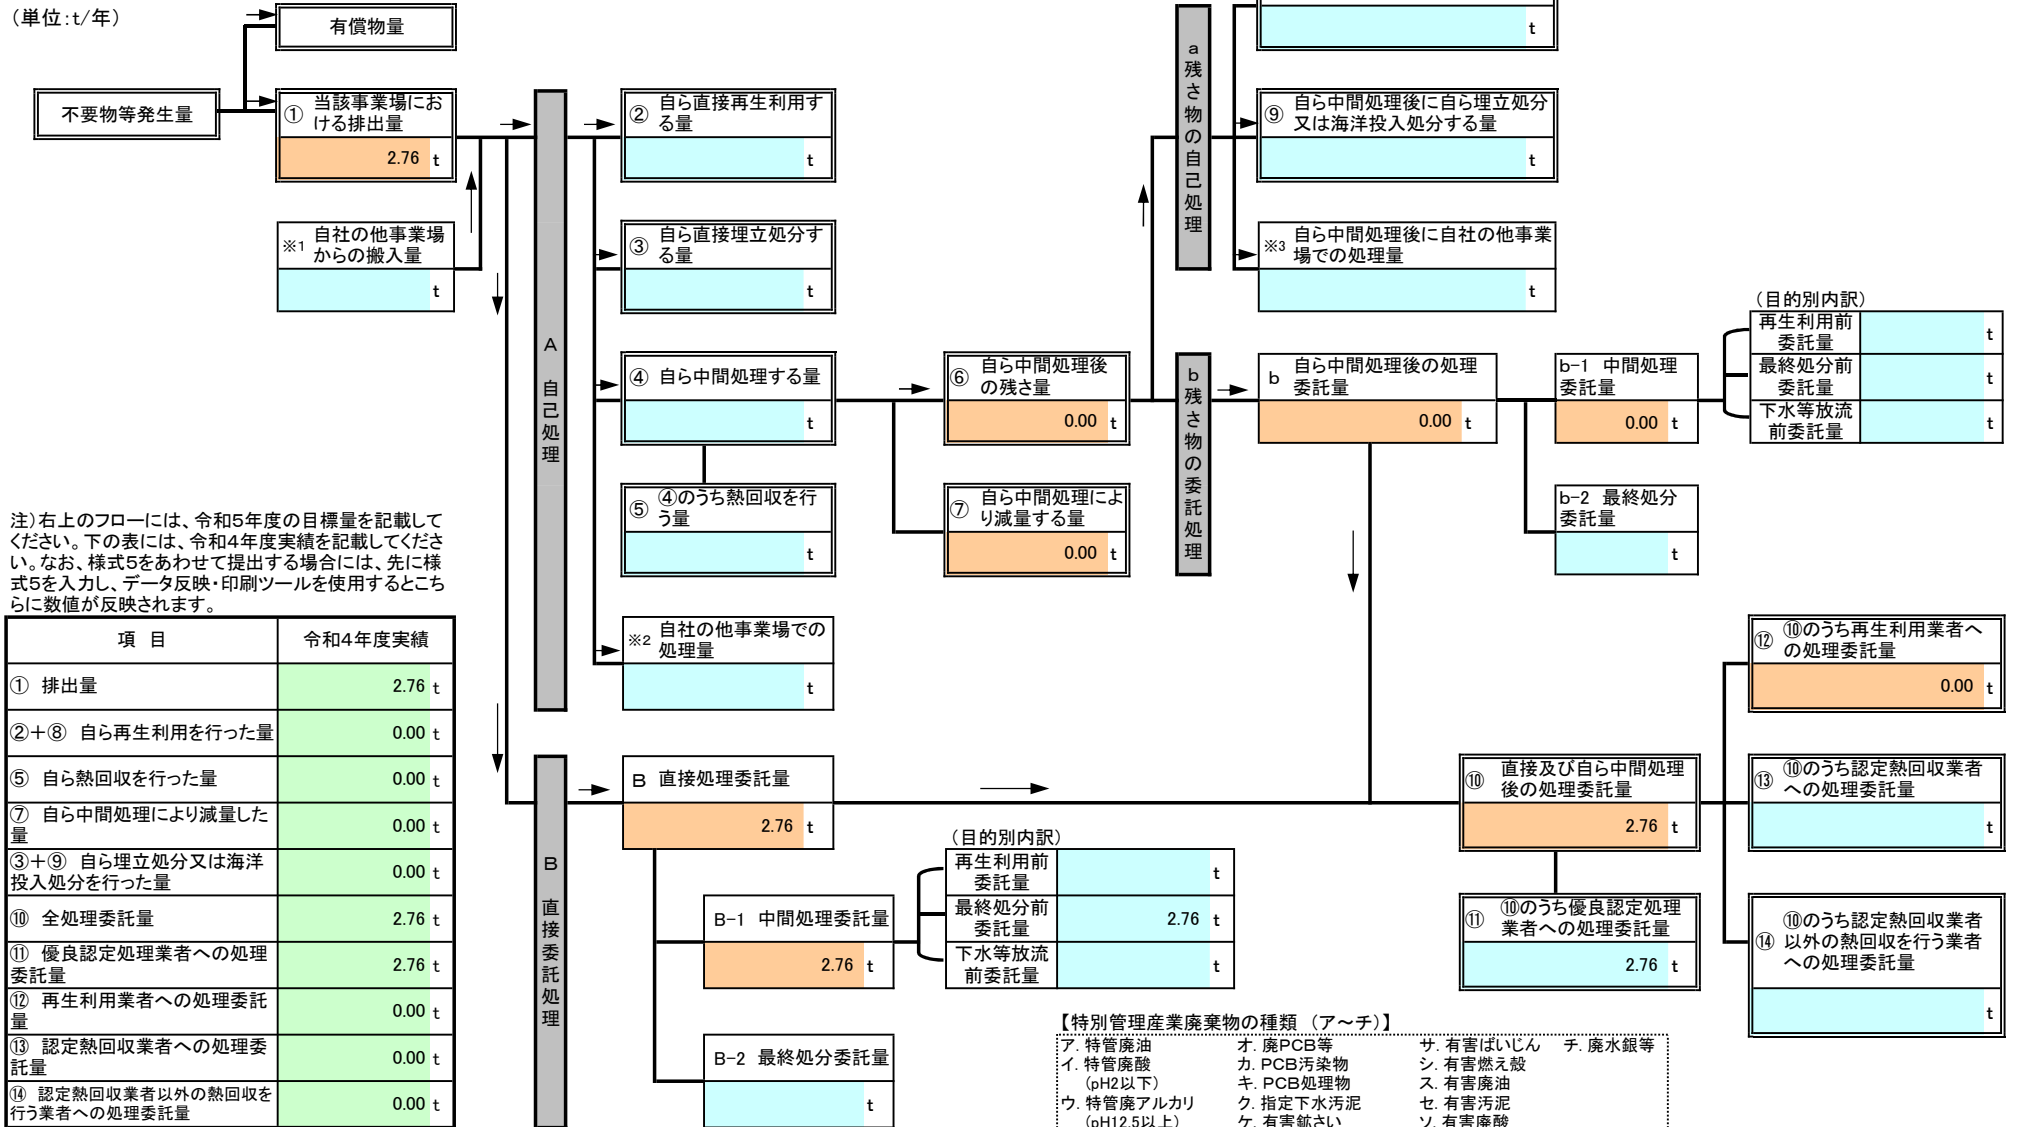 （単位：t/年）
有償物量
不要物等発生量
① 当該事業場にお
ける排出量
2.76 t
※1 自社の他事業場
からの搬入量
t
A 自己処理
② 自ら直接再生利用す
る量
t
③ 自ら直接埋立処分す
る量
t
④ 自ら中間処理する量
t
⑤ ④のうち熱回収を行
う量
t
※2 自社の他事業場での
処理量
t
⑥ 自ら中間処理後
の残さ量
0.00 t
⑦ 自ら中間処理によ
り減量する量
0.00 t
a残さ物の自己処理
t
⑨ 自ら中間処理後に自ら埋立処分
又は海洋投入処分する量
t
※3 自ら中間処理後に自社の他事業
場での処理量
t
b残さ物の委託処理
b 自ら中間処理後の処理
委託量
0.00 t
b-1 中間処理
委託量
0.00 t
b-2 最終処分
委託量
t
（目的別内訳）
再生利用前
委託量
t
最終処分前
委託量
t
下水等放流
前委託量
t
注）右上のフローには、令和5年度の目標量を記載して
ください。下の表には、令和4年度実績を記載してくださ
い。なお、様式5をあわせて提出する場合には、先に様
式5を入力し、データ反映・印刷ツールを使用するとこち
らに数値が反映されます。
項 目 令和4年度実績
① 排出量 2.76 t
②＋⑧ 自ら再生利用を行った量 0.00 t
⑤ 自ら熱回収を行った量 0.00 t
⑦ 自ら中間処理により減量した
量 0.00 t
③＋⑨ 自ら埋立処分又は海洋
投入処分を行った量 0.00 t
⑩ 全処理委託量 2.76 t
⑪ 優良認定処理業者への処理
委託量 2.76 t
⑫ 再生利用業者への処理委託
量 0.00 t
⑬ 認定熱回収業者への処理委
託量 0.00 t
⑭ 認定熱回収業者以外の熱回収を
行う業者への処理委託量 0.00 t
B 直接委託処理
B 直接処理委託量
2.76 t
B-1 中間処理委託量
2.76 t
B-2 最終処分委託量
t
（目的別内訳）
再生利用前
委託量
t
最終処分前
委託量
2.76 t
下水等放流
前委託量
t
⑩ 直接及び自ら中間処理
後の処理委託量
2.76 t
⑪ ⑩のうち優良認定処理
業者への処理委託量
2.76 t
⑫ ⑩のうち再生利用業者へ
の処理委託量
0.00 t
⑬ ⑩のうち認定熱回収業者
への処理委託量
t
⑭ ⑩のうち認定熱回収業者
以外の熱回収を行う業者
への処理委託量
t
【特別管理産業廃棄物の種類 （ア～チ）】
ア. 特管廃油 オ. 廃PCB等 サ. 有害ばいじん チ. 廃水銀等
イ. 特管廃酸 カ. PCB汚染物 シ. 有害燃え殻
（pH2以下） キ. PCB処理物 ス. 有害廃油
ウ. 特管廃アルカリ ク. 指定下水汚泥 セ. 有害汚泥
（pH12.5以上） ケ. 有害鉱さい ソ. 有害廃酸